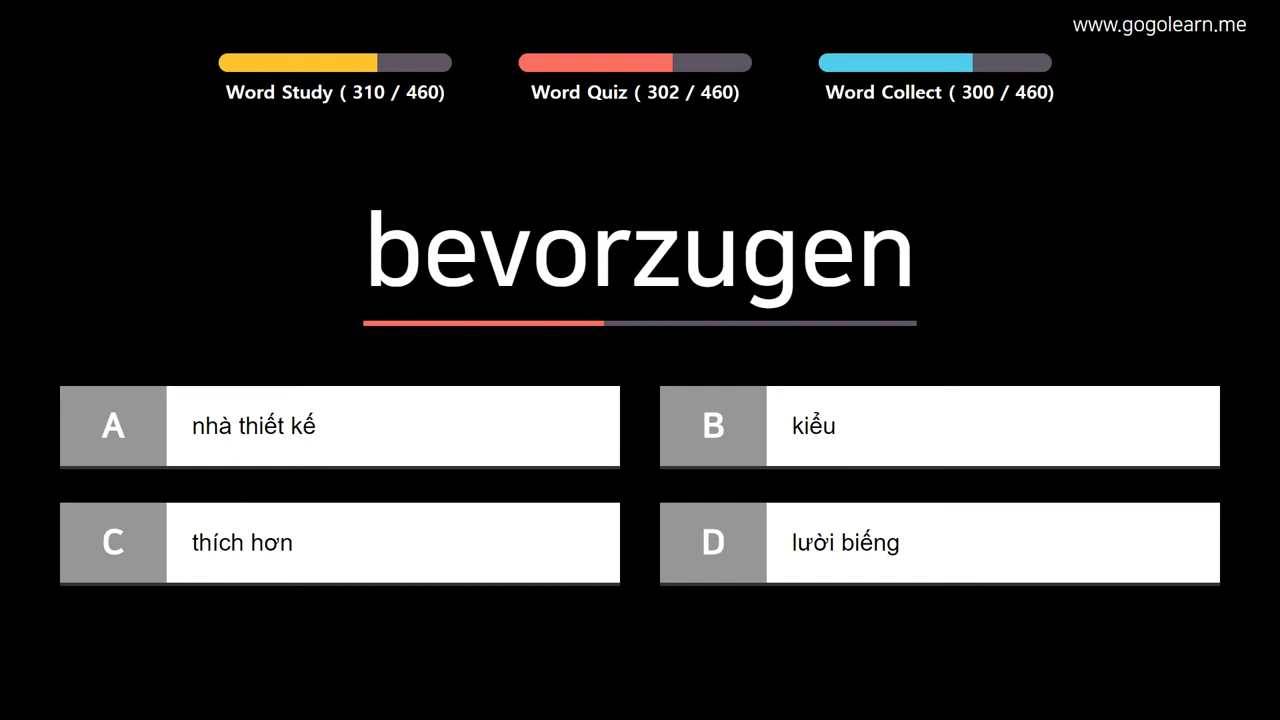 www.gogolearn.me
Word Study ( 310 / 460)
Word Quiz ( 302 / 460)
Word Collect ( 300 / 460)
bevorzugen
A nhà thiết kế
B kiểu
C thích hơn
D lười biếng